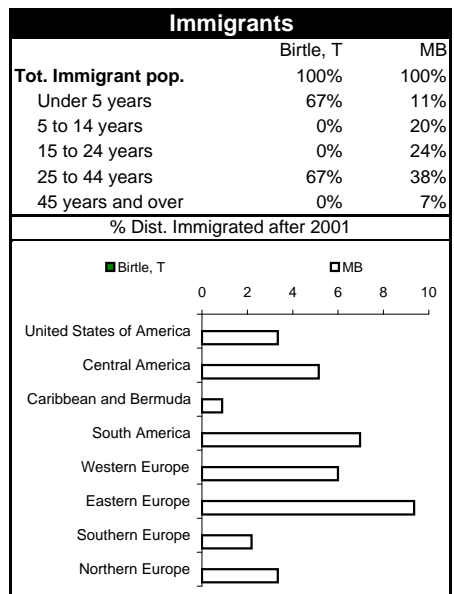 Immigrants
Birtle, T MB
Tot. Immigrant pop. 100% 100%
Under 5 years 67% 11%
5 to 14 years 0% 20%
15 to 24 years 0% 24%
25 to 44 years 67% 38%
45 years and over 0% 7%
% Dist. Immigrated after 2001
Birtle, T MB
0 2 4 6 8 10
United States of America
Central America
Caribbean and Bermuda
South America
Western Europe
Eastern Europe
Southern Europe
Northern Europe